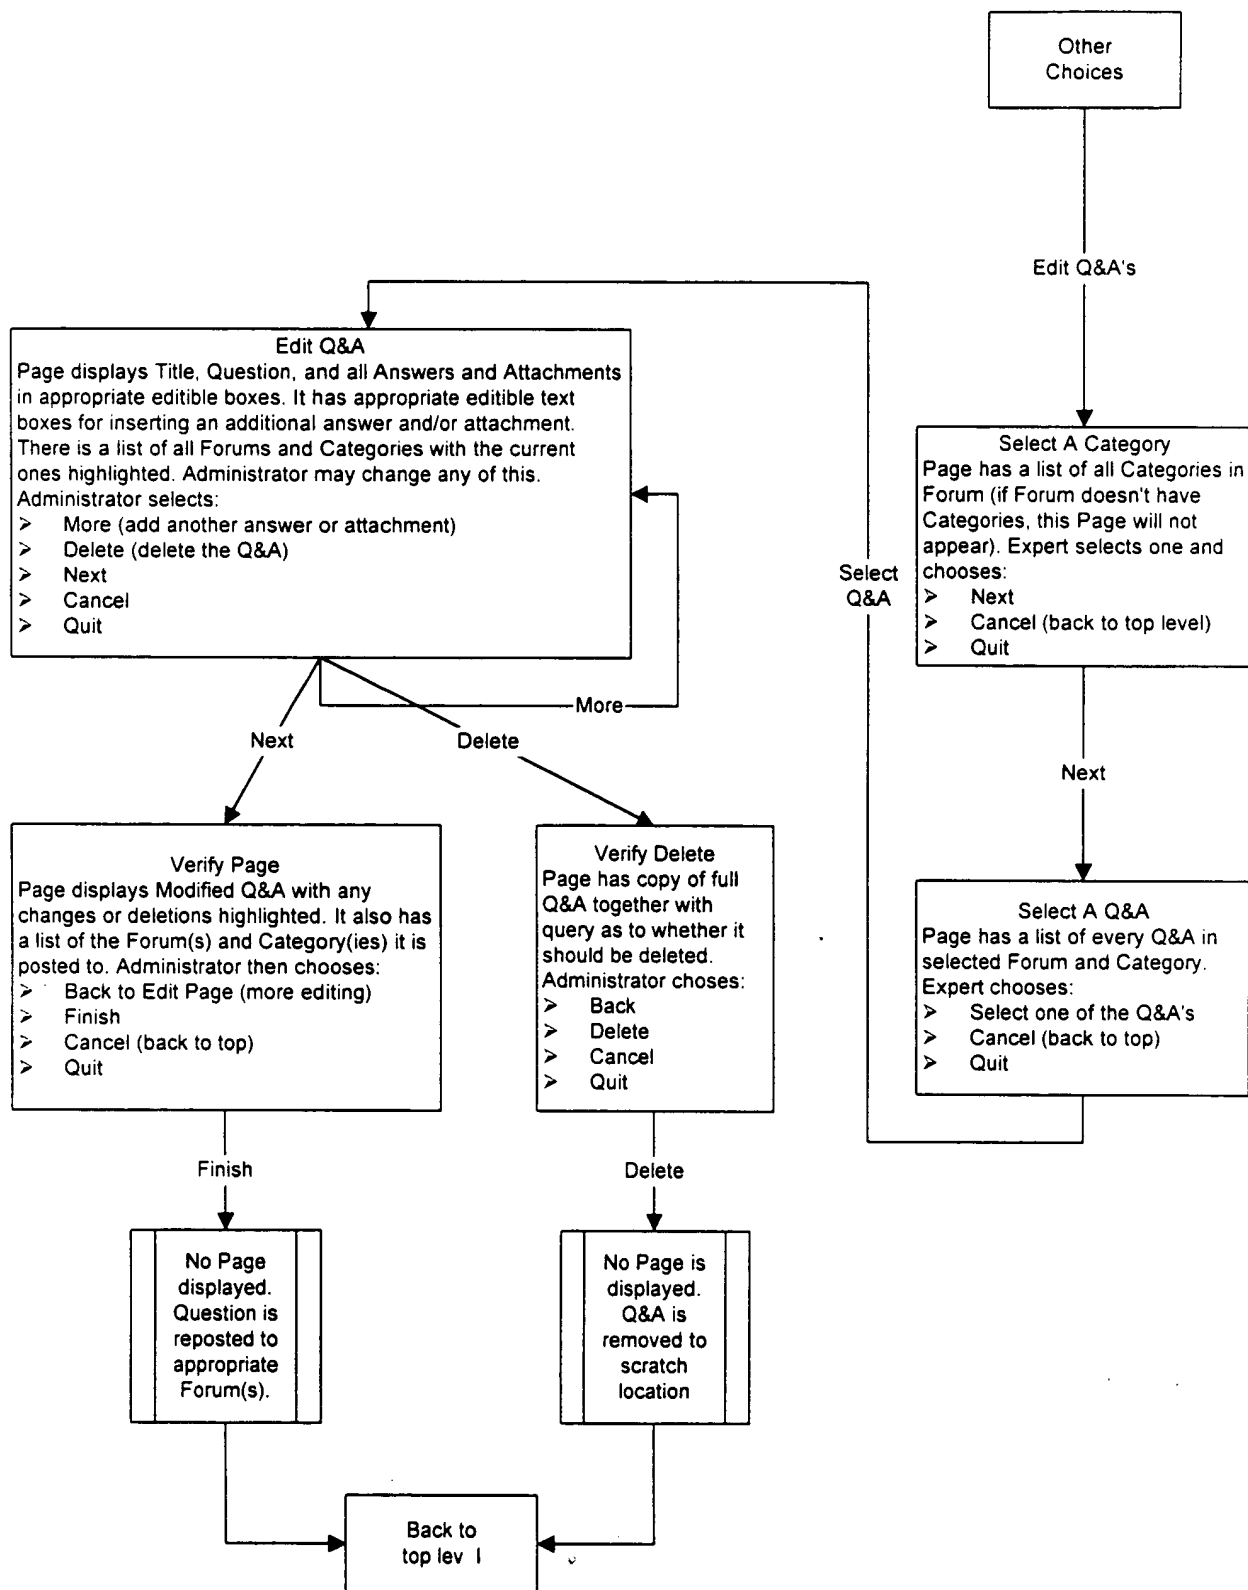 Other
Choices
Edit Q&A's
Edit Q&A
Page displays Title, Question, and all Answers and Attachments
in appropriate editible boxes. It has appropriate editible text
boxes for inserting an additional answer and/or attachment.
There is a list of all Forums and Categories with the current
ones highlighted. Administrator may change any of this.
Administrator selects:
➢ More (add another answer or attachment)
➢ Delete (delete the Q&A)
➢ Next
➢ Cancel
➢ Quit
Select A Category
Page has a list of all Categories in
Forum (if Forum doesn't have
Categories, this Page will not
appear). Expert selects one and
chooses:
➢ Next
➢ Cancel (back to top level)
➢ Quit
Select
Q&A
More
Next
Delete
Next
Verify Page
Page displays Modified Q&A with any
changes or deletions highlighted. It also has
a list of the Forum(s) and Category(ies) it is
posted to. Administrator then chooses:
➢ Back to Edit Page (more editing)
➢ Finish
➢ Cancel (back to top)
➢ Quit
Verify Delete
Page has copy of full
Q&A together with
query as to whether it
should be deleted.
Administrator choses:
➢ Back
➢ Delete
➢ Cancel
➢ Quit
Select A Q&A
Page has a list of every Q&A in
selected Forum and Category.
Expert chooses:
➢ Select one of the Q&A's
➢ Cancel (back to top)
➢ Quit
Finish
Delete
No Page
displayed.
Question is
reposted to
appropriate
Forum(s).
No Page is
displayed.
Q&A is
removed to
scratch
location
Back to
top lev l